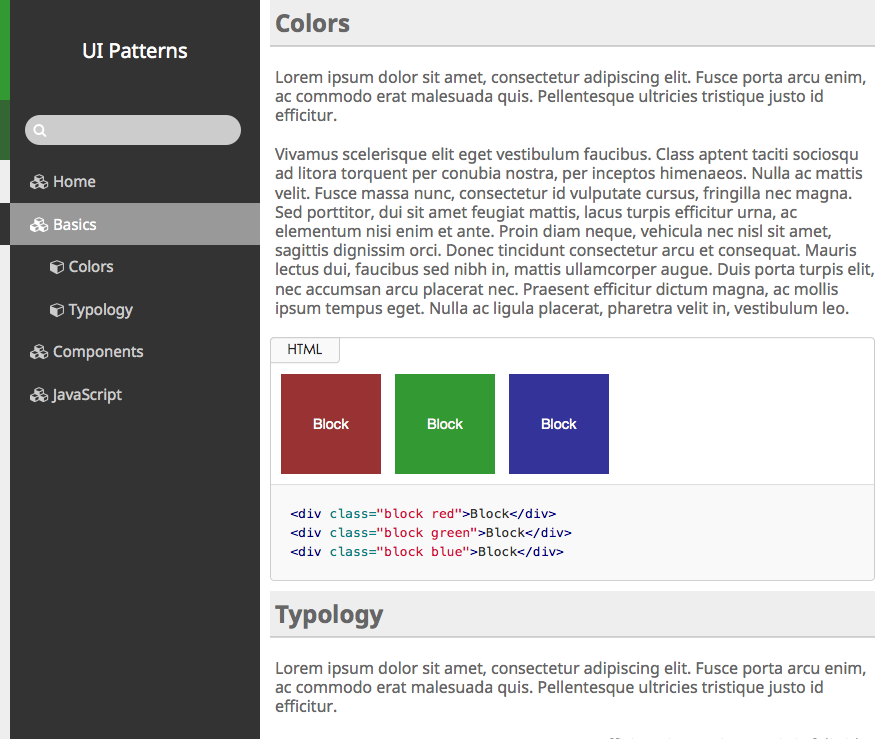 UI Patterns
Home
Basics
Colors
Typology
Components
JavaScript
Colors
Lorem ipsum dolor sit amet, consectetur adipiscing elit. Fusce porta arcu enim,
ac commodo erat malesuada quis. Pellentesque ultricies tristique justo id
efficitur.
Vivamus scelerisque elit eget vestibulum faucibus. Class aptent taciti sociosqu
ad litora torquent per conubia nostra, per inceptos himenaeos. Nulla ac mattis
velit. Fusce massa nunc, consectetur id vulputate cursus, fringilla nec magna.
Sed porttitor, dui sit amet feugiat mattis, lacus turpis efficitur urna, ac
elementum nisi enim et ante. Proin diam neque, vehicula nec nisl sit amet,
sagittis dignissim orci. Donec tincidunt consectetur arcu et consequat. Mauris
lectus dui, faucibus sed nibh in, mattis ullamcorper augue. Duis porta turpis elit,
nec accumsan arcu placerat nec. Praesent efficitur dictum magna, ac mollis
ipsum tempus eget. Nulla ac ligula placerat, pharetra velit in, vestibulum leo.
HTML
Block Block Block
<div class="block red">Block</div>
<div class="block green">Block</div>
<div class="block blue">Block</div>
Typology
Lorem ipsum dolor sit amet, consectetur adipiscing elit. Fusce porta arcu enim,
ac commodo erat malesuada quis. Pellentesque ultricies tristique justo id
efficitur.